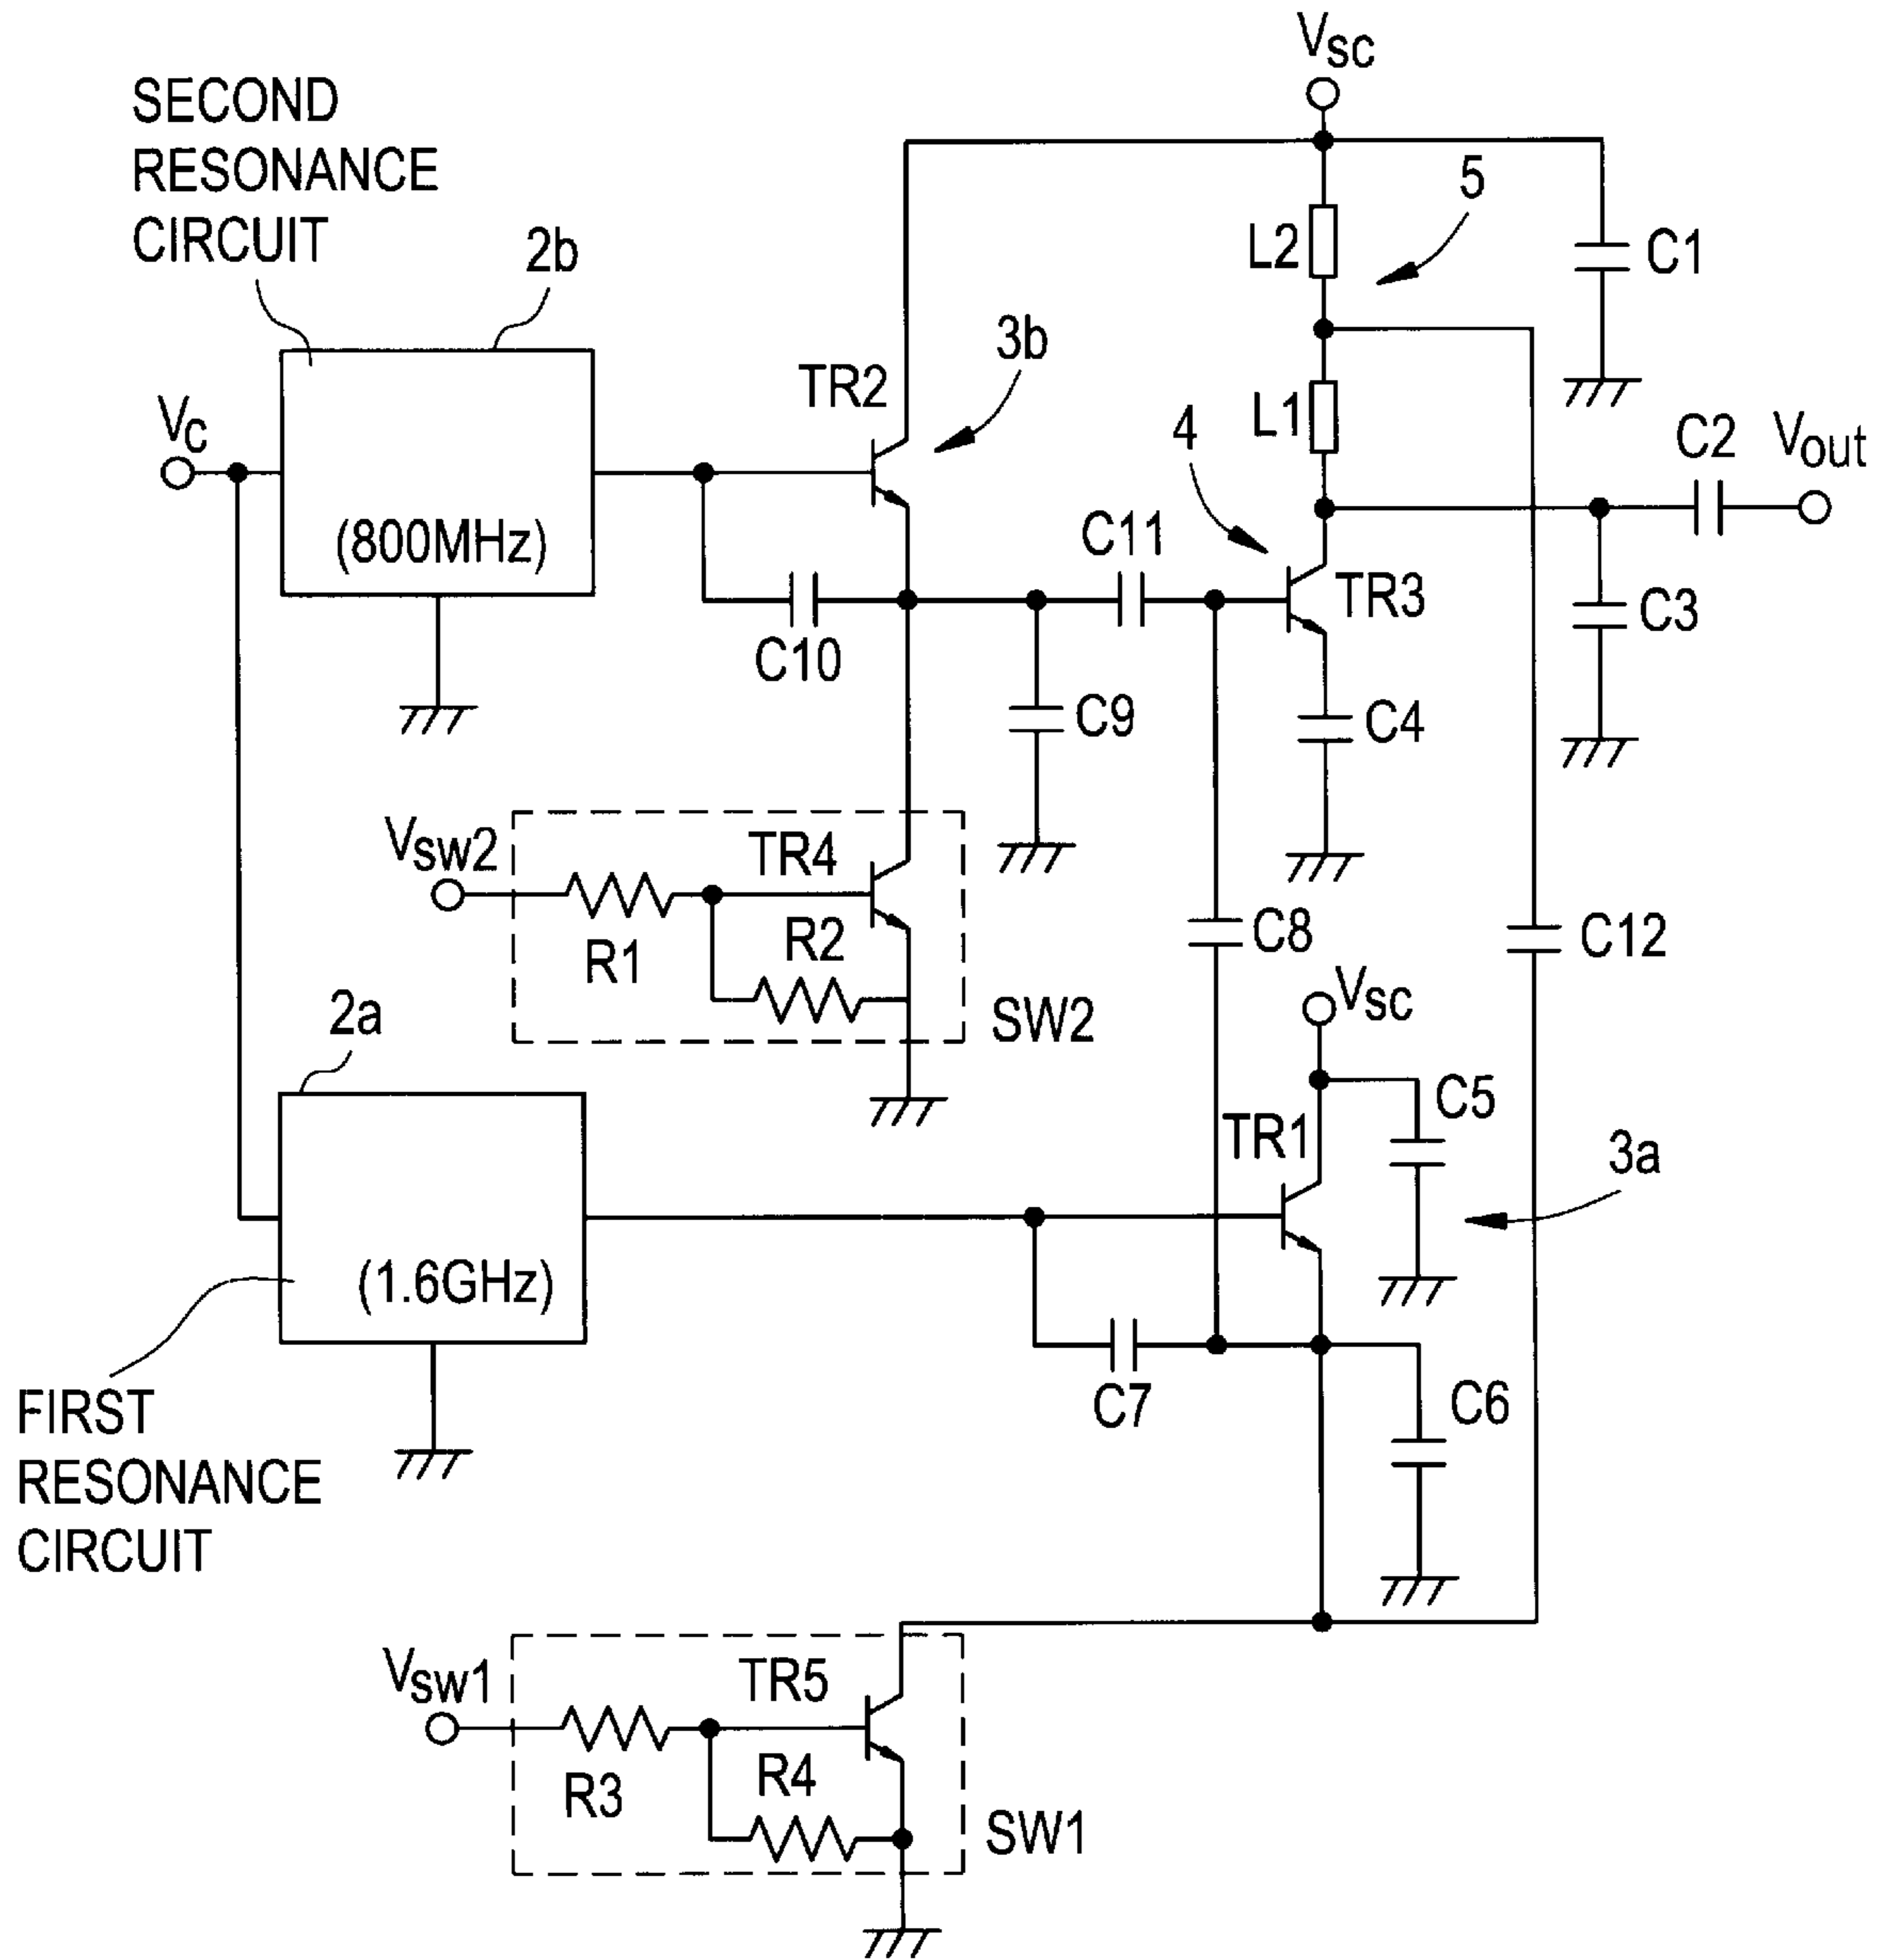 Vsc
SECOND
RESONANCE
CIRCUIT
2b
5
L2
C1
3b
TR2
Vc
L1
4
C2
Vout
(800MHz)
C11
TR3
C3
C10
C9
C4
Vsw2
TR4
R1
R2
C8
C12
SW2
Vsc
2a
C5
TR1
3a
(1.6GHz)
C7
C6
FIRST
RESONANCE
CIRCUIT
Vsw1
TR5
R3
R4
SW1